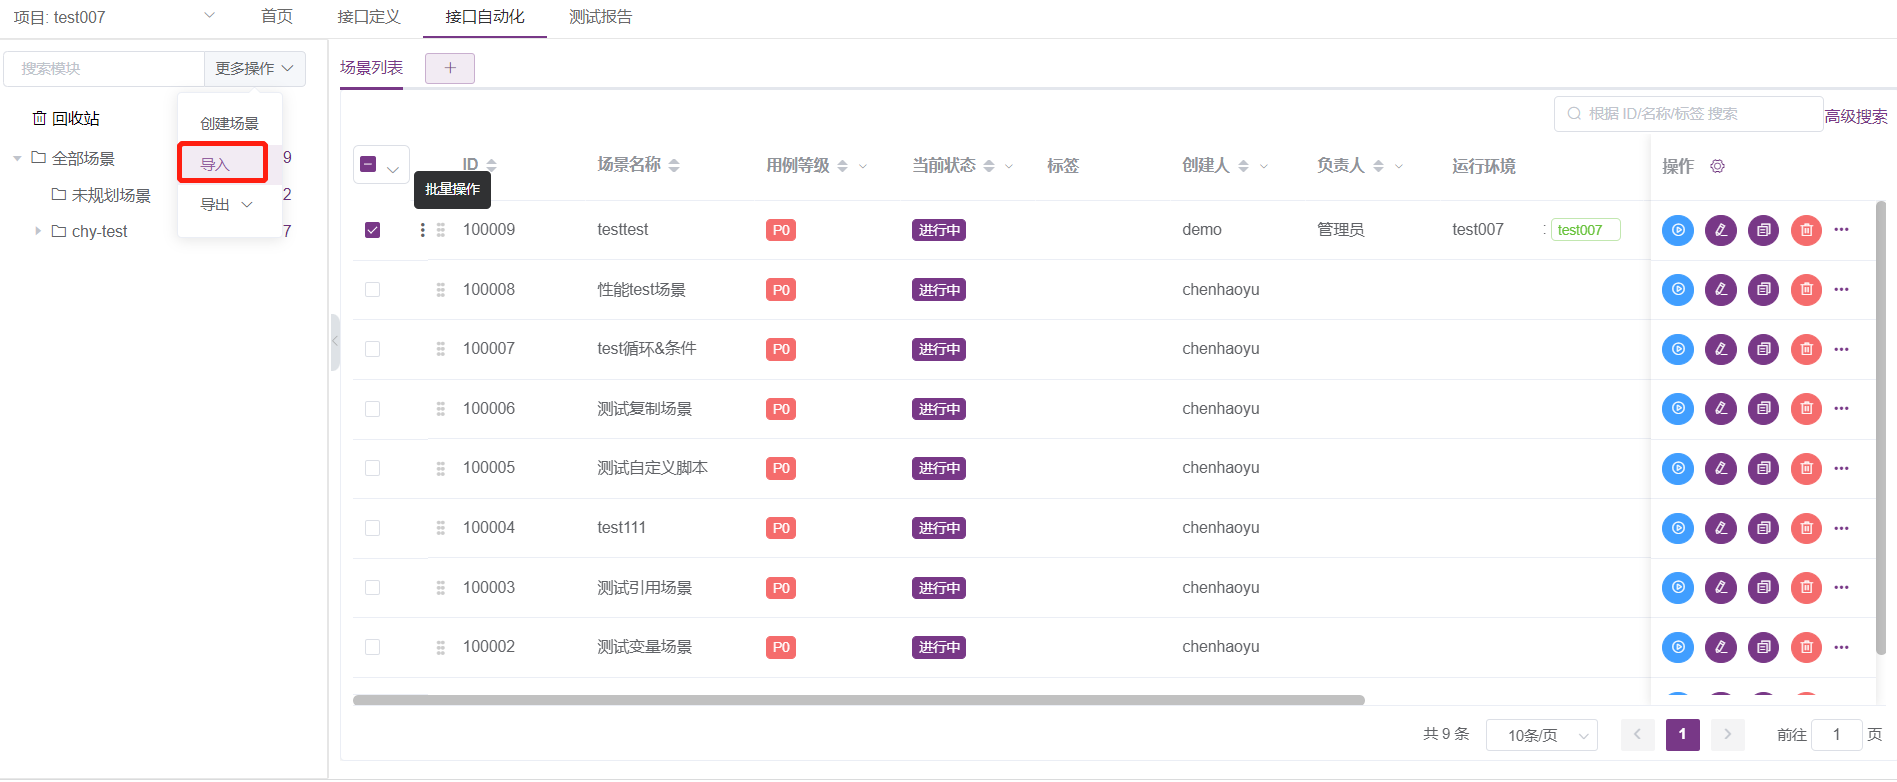 项目: test007 首页 接口定义 接口自动化 测试报告
搜索模块 更多操作
创建场景
导入
导出
回收站
全部场景 9
未规划场景 2
chy-test 7
场景列表 +
根据 ID/名称/标签 搜索 高级搜索
ID 场景名称 用例等级 当前状态 标签 创建人 负责人 运行环境 操作
批量操作
100009 testtest P0 进行中 demo 管理员 test007 : test007
100008 性能test场景 P0 进行中 chenhaoyu
100007 test循环&条件 P0 进行中 chenhaoyu
100006 测试复制场景 P0 进行中 chenhaoyu
100005 测试自定义脚本 P0 进行中 chenhaoyu
100004 test111 P0 进行中 chenhaoyu
100003 测试引用场景 P0 进行中 chenhaoyu
100002 测试变量场景 P0 进行中 chenhaoyu
共 9 条 10条/页 1 前往 1 页